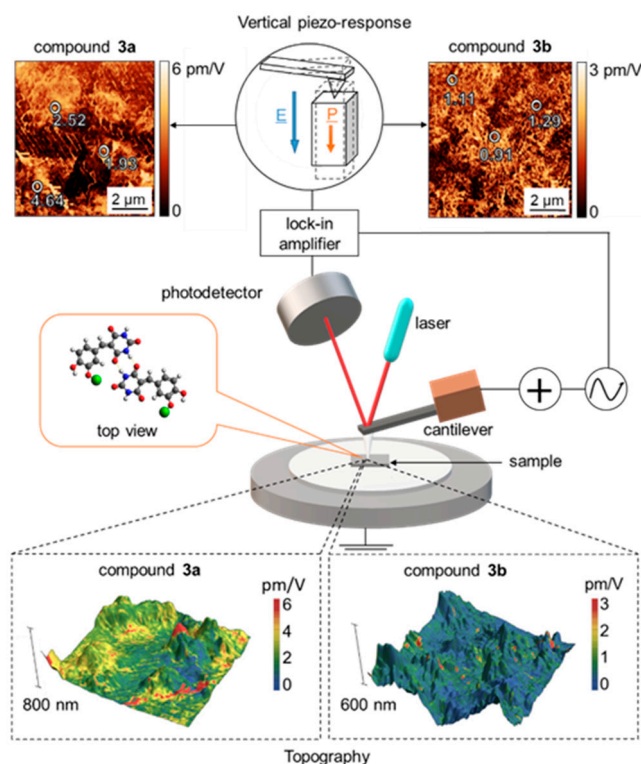 Vertical piezo-response
compound 3a
6 pm/V
2.52
1.93
4.64
2 µm
0
E
P
compound 3b
3 pm/V
1.11
1.29
0.91
2 µm
0
lock-in
amplifier
photodetector
laser
top view
cantilever
+
sample
compound 3a
pm/V
6
4
2
0
800 nm
compound 3b
pm/V
3
2
1
0
600 nm
Topography